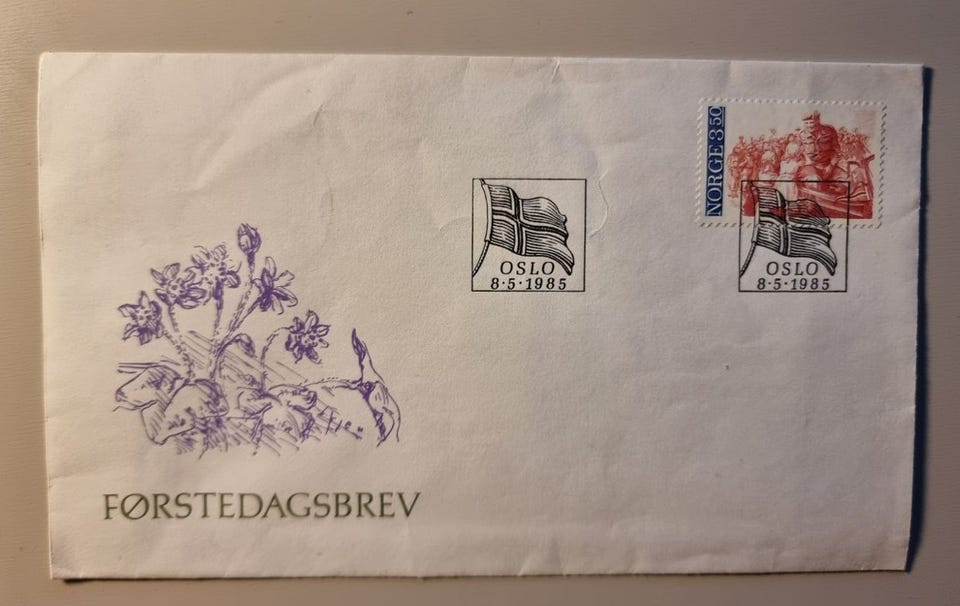 NORGE 3 50
OSLO
8·5·1985
OSLO
8·5·1985
FØRSTEDAGSBREV